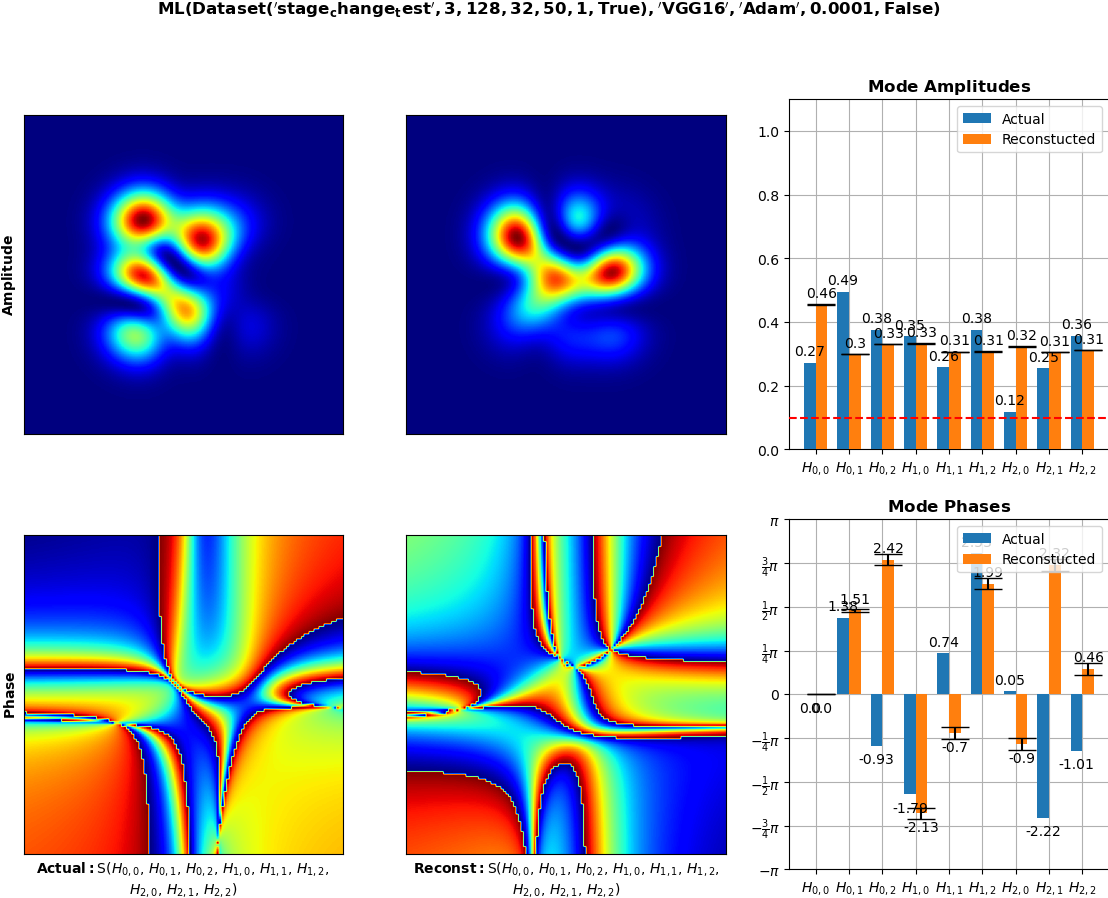 ML(Dataset('stage_change_test', 3, 128, 32, 50, 1, True), 'VGG16', 'Adam', 0.0001, False)
Amplitude
Mode Amplitudes
Actual
Reconstucted
1.0
0.8
0.6
0.4
0.2
0.0
0.27
0.46
0.49
0.3
0.38
0.33
0.35
0.33
0.26
0.31
0.38
0.31
0.12
0.32
0.25
0.31
0.36
0.31
H0,0 H0,1 H0,2 H1,0 H1,1 H1,2 H2,0 H2,1 H2,2
Phase
Actual: S(H0,0, H0,1, H0,2, H1,0, H1,1, H1,2,
H2,0, H2,1, H2,2)
Reconst: S(H0,0, H0,1, H0,2, H1,0, H1,1, H1,2,
H2,0, H2,1, H2,2)
Mode Phases
Actual
Reconstucted
π
3/4π
1/2π
1/4π
0
−1/4π
−1/2π
−3/4π
−π
0.0
1.38
1.51
-0.93
2.42
-1.79
-2.13
0.74
-0.7
1.99
0.05
-0.9
-2.22
2.32
-1.01
0.46
H0,0 H0,1 H0,2 H1,0 H1,1 H1,2 H2,0 H2,1 H2,2